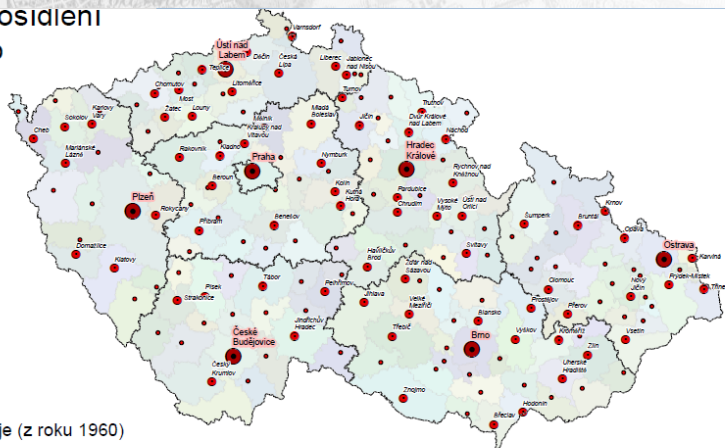 osídlení
Varnsdorf
Ústí nad
Labem
Děčín
Česká
Lípa
Liberec
Jablonec
nad Nisou
Teplice
Chomutov
Most
Litoměřice
Turnov
Žatec
Louny
Karlovy
Vary
Sokolov
Cheb
Mariánské
Lázně
Mělník
Kralupy nad
Vltavou
Mladá
Boleslav
Jičín
Trutnov
Dvůr Králové
nad Labem
Náchod
Rakovník
Kladno
Praha
Nymburk
Hradec
Králové
Rychnov nad
Kněžnou
Beroun
Kolín
Kutná
Hora
Pardubice
Chrudim
Vysoké
Mýto
Ústí nad
Orlicí
Plzeň
Rokycany
Příbram
Benešov
Svitavy
Šumperk
Bruntál
Krnov
Opava
Ostrava
Karviná
Domažlice
Klatovy
Havlíčkův
Brod
Žďár nad
Sázavou
Frýdek-Místek
Nový
Jičín
Písek
Strakonice
Tábor
Pelhřimov
Jihlava
Velké
Meziříčí
Blansko
Prostějov
Olomouc
Přerov
Jindřichův
Hradec
České
Budějovice
Třebíč
Brno
Vyškov
Kroměříž
Vsetín
Zlín
Český
Krumlov
Uherské
Hradiště
Znojmo
Hodonín
Břeclav
je (z roku 1960)